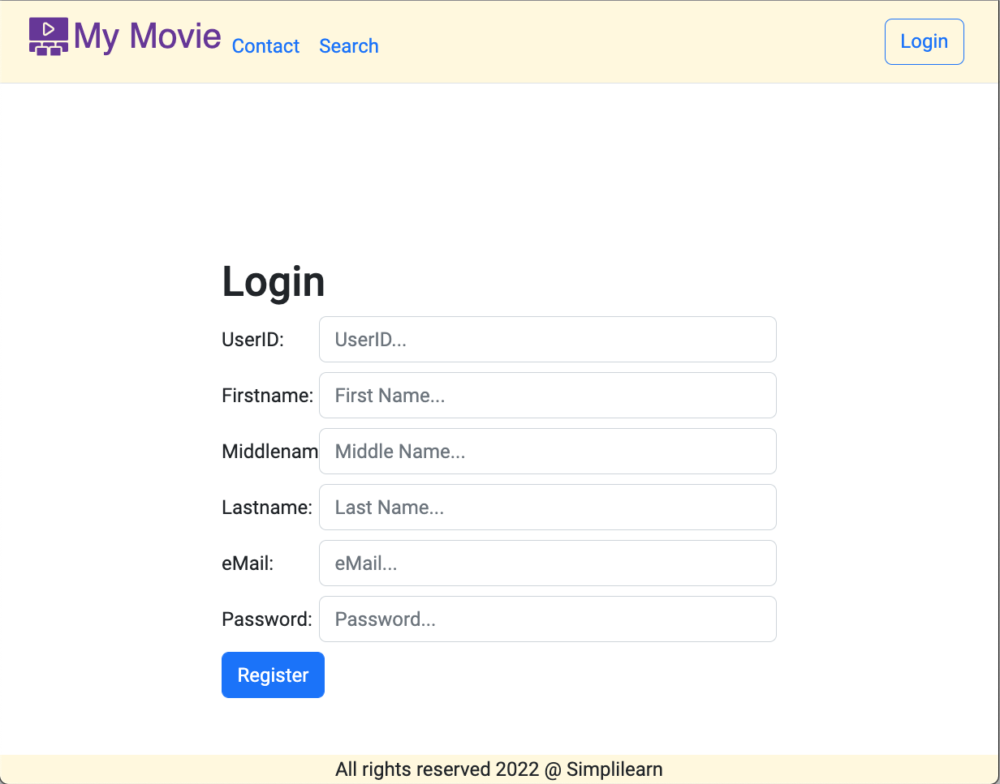 My Movie Contact Search Login
Login
UserID: UserID...
Firstname: First Name...
Middlenam Middle Name...
Lastname: Last Name...
eMail: eMail...
Password: Password...
Register
All rights reserved 2022 @ Simplilearn